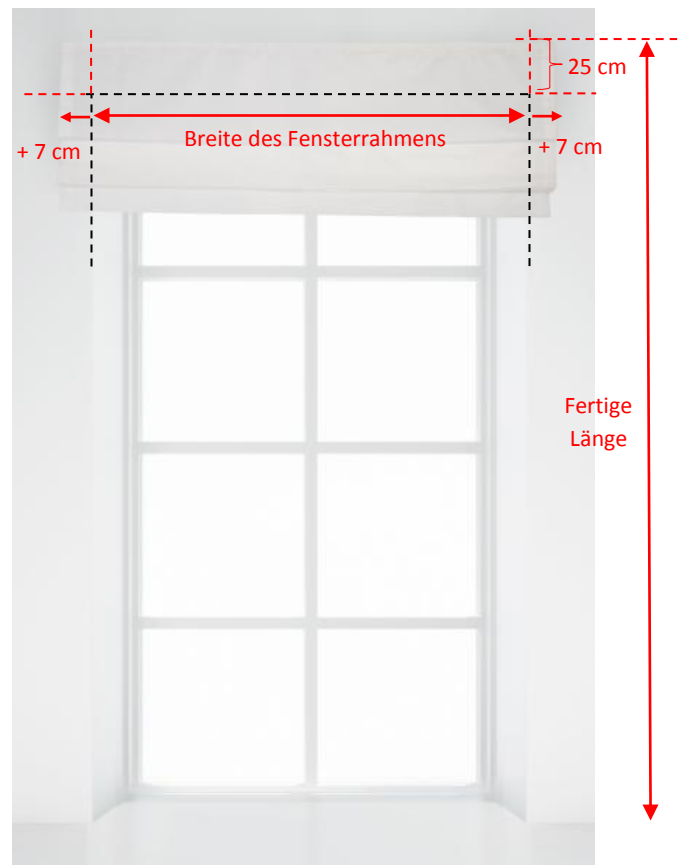 25 cm
Breite des Fensterrahmens
+ 7 cm
+ 7 cm
Fertige
Länge